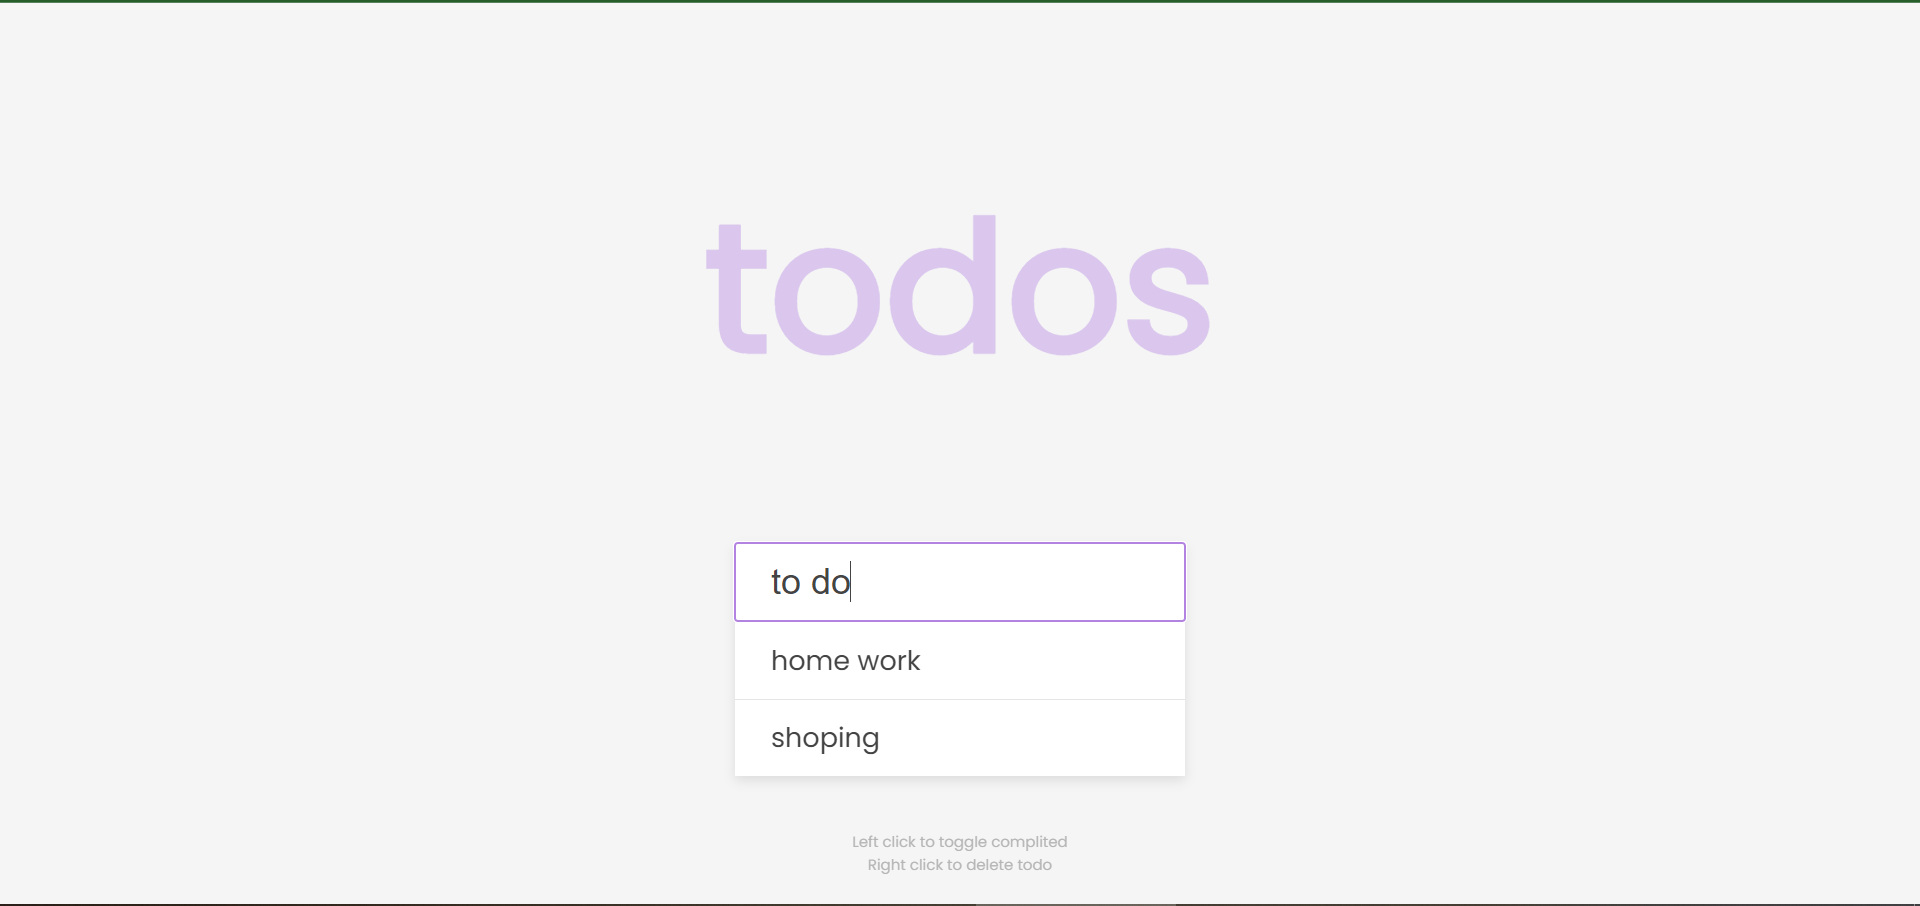 todos
to do
home work
shoping
Left click to toggle complited
Right click to delete todo